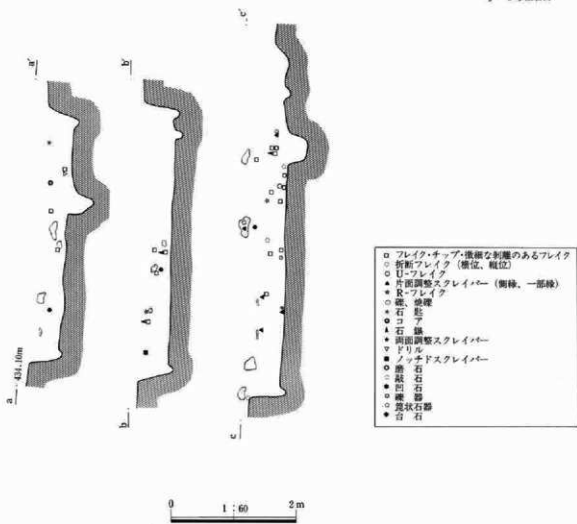 a'
b'
c'
a
434.10m
b
c
□ フレイク・チップ・微細な剥離のあるフレイク
○ 折断フレイク（横位、縦位）
◎ U-フレイク
▲ 片面調整スクレイパー（側縁、一部縁）
★ R-フレイク
○ 礫、焼礫
石匙
コア
石鏃
★ 両面調整スクレイパー
▽ ドリル
■ ノッチドスクレイパー
磨石
敲石
凹石
礫器
箆状石器
台石
0
1 : 60
2 m